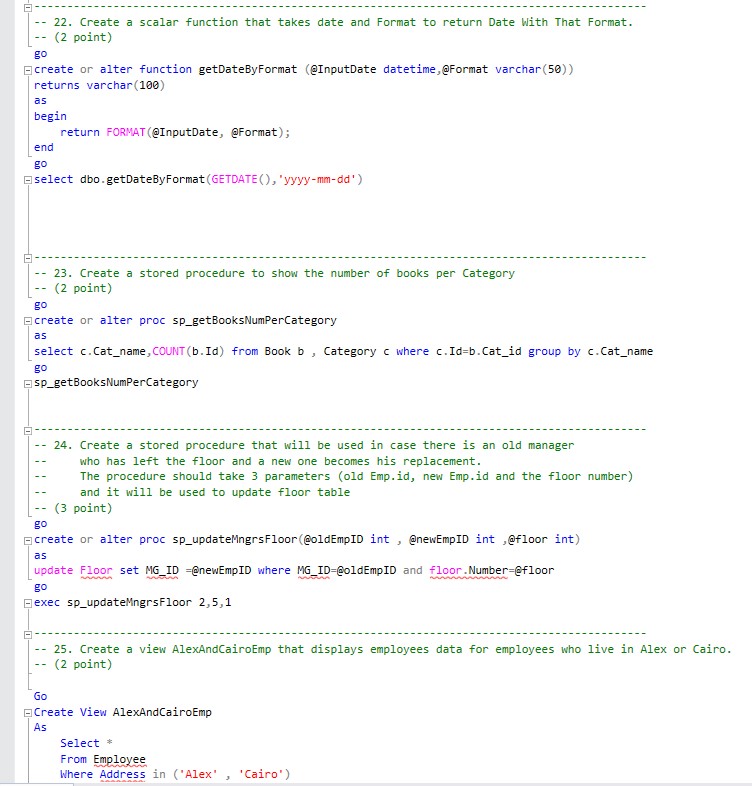 -- 22. Create a scalar function that takes date and Format to return Date With That Format.
-- (2 point)
go
create or alter function getDateByFormat (@InputDate datetime,@Format varchar(50))
returns varchar(100)
as
begin
    return FORMAT(@InputDate, @Format);
end
go
select dbo.getDateByFormat(GETDATE(),'yyyy-mm-dd')
-- 23. Create a stored procedure to show the number of books per Category
-- (2 point)
go
create or alter proc sp_getBooksNumPerCategory
as
select c.Cat_name,COUNT(b.Id) from Book b , Category c where c.Id=b.Cat_id group by c.Cat_name
go
sp_getBooksNumPerCategory
-- 24. Create a stored procedure that will be used in case there is an old manager
--     who has left the floor and a new one becomes his replacement.
--     The procedure should take 3 parameters (old Emp.id, new Emp.id and the floor number)
--     and it will be used to update floor table
-- (3 point)
go
create or alter proc sp_updateMngrsFloor(@oldEmpID int , @newEmpID int ,@floor int)
as
update Floor set MG_ID =@newEmpID where MG_ID=@oldEmpID and floor.Number=@floor
go
exec sp_updateMngrsFloor 2,5,1
-- 25. Create a view AlexAndCairoEmp that displays employees data for employees who live in Alex or Cairo.
-- (2 point)
Go
Create View AlexAndCairoEmp
As
    Select *
    From Employee
    Where Address in ('Alex' , 'Cairo')